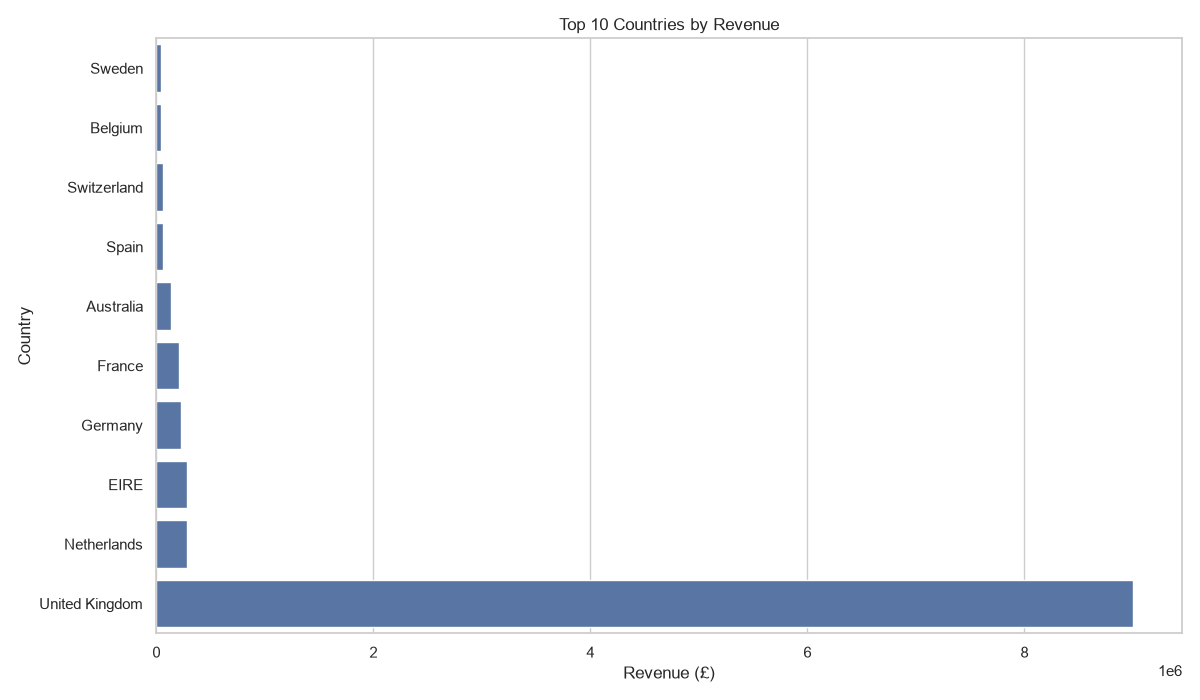 Top 10 Countries by Revenue
Country
Sweden
Belgium
Switzerland
Spain
Australia
France
Germany
EIRE
Netherlands
United Kingdom
0 2 4 6 8
1e6
Revenue (£)